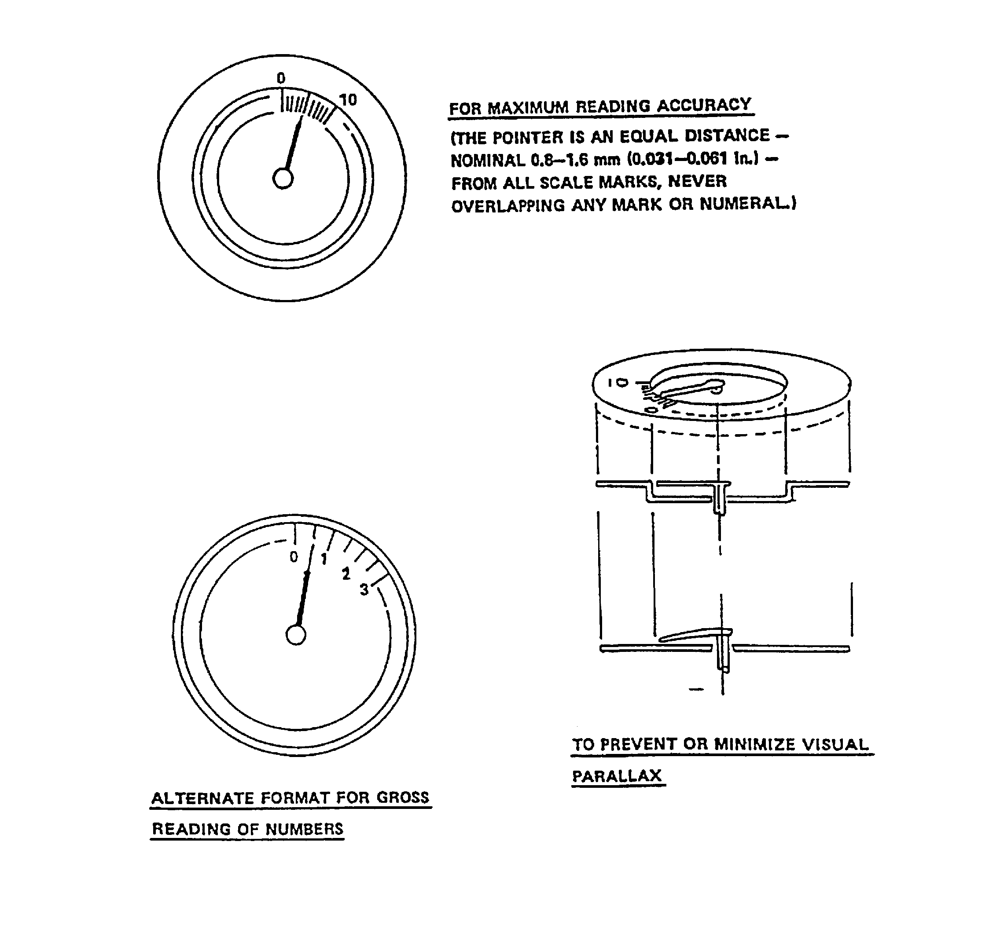 0
10
FOR MAXIMUM READING ACCURACY
(THE POINTER IS AN EQUAL DISTANCE —
NOMINAL 0.8—1.6 mm (0.031—0.061 in.) —
FROM ALL SCALE MARKS, NEVER
OVERLAPPING ANY MARK OR NUMERAL.)
10
0
0
1
2
3
TO PREVENT OR MINIMIZE VISUAL
PARALLAX
ALTERNATE FORMAT FOR GROSS
READING OF NUMBERS